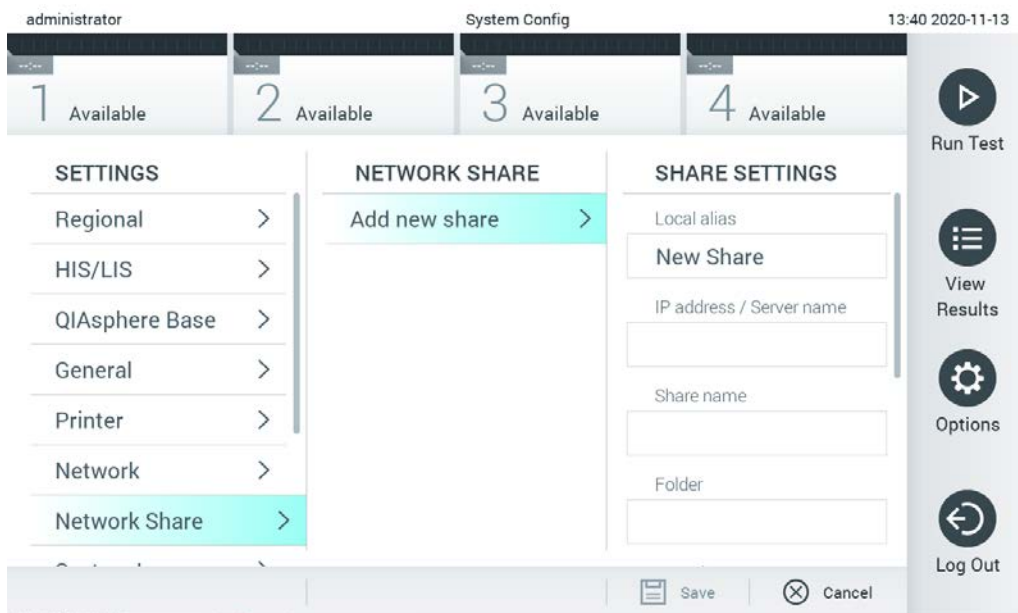 administrator System Config 13:40 2020-11-13
--:-- --:-- --:-- --:--
1 Available 2 Available 3 Available 4 Available
Run Test
SETTINGS NETWORK SHARE SHARE SETTINGS
Regional Add new share Local alias
New Share
HIS/LIS
View
Results
IP address / Server name
QIAsphere Base
General
Share name
Printer
Options
Network
Folder
Network Share
Log Out
Save Cancel